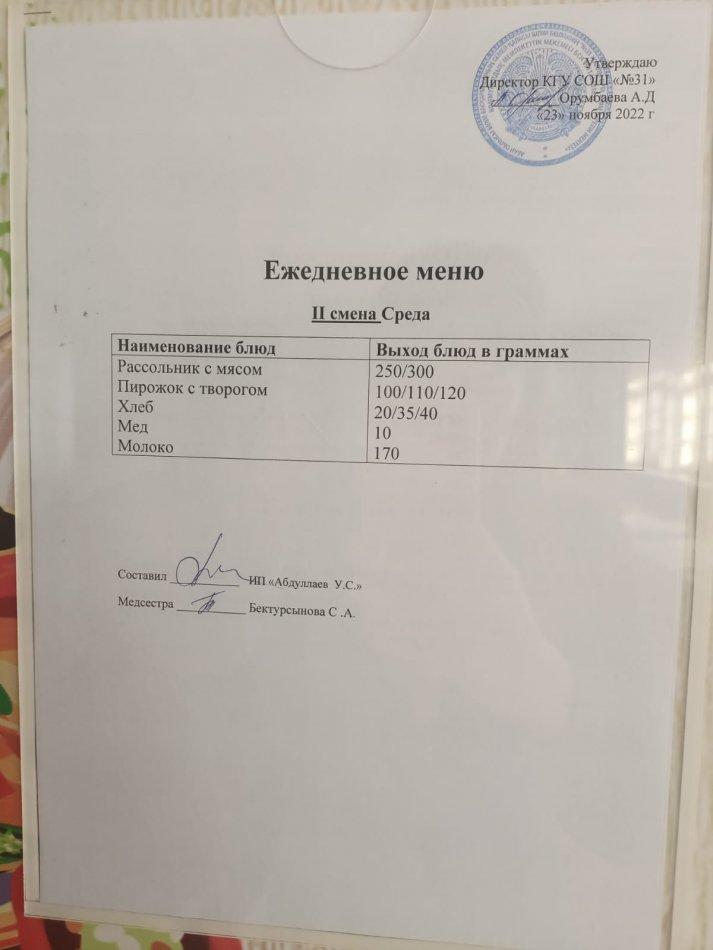 Утверждаю
Директор КГУ СОШ «№31»
Орумбаева А.Д
«23» ноября 2022 г
Ежедневное меню
II смена Среда
Наименование блюд Выход блюд в граммах
Рассольник с мясом 250/300
Пирожок с творогом 100/110/120
Хлеб 20/35/40
Мед 10
Молоко 170
Составил ___________ ИП «Абдуллаев У.С.»
Медсестра ___________ Бектурсынова С .А.